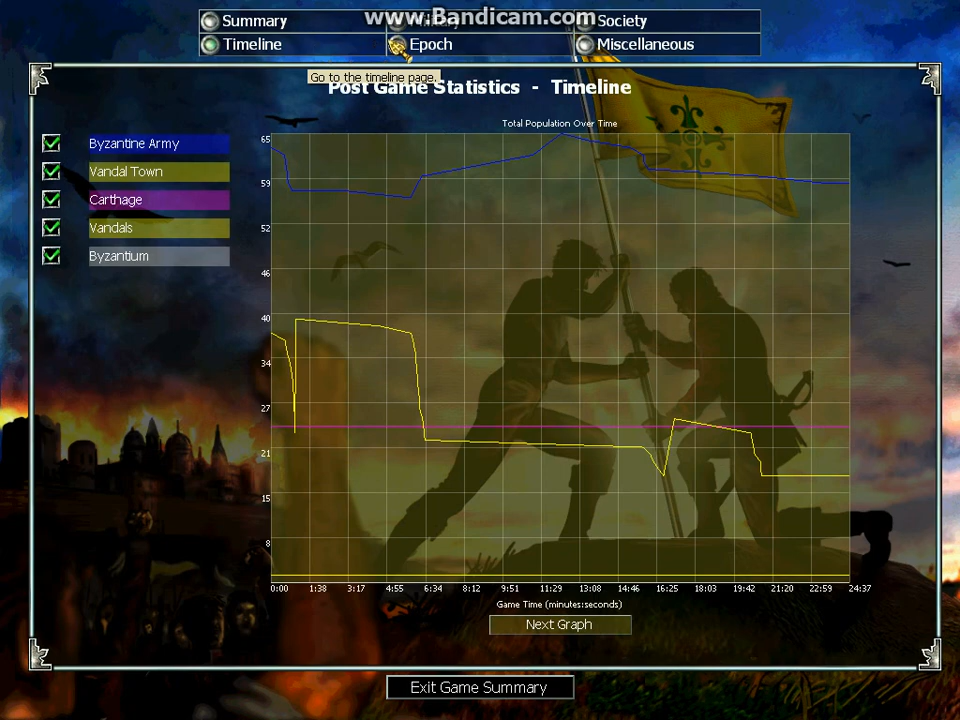 www.Bandicam.com
Summary
Society
Timeline
Epoch
Miscellaneous
Go to the timeline page.
Post Game Statistics - Timeline
Total Population Over Time
Byzantine Army
Vandal Town
Carthage
Vandals
Byzantium
65
59
52
46
40
34
27
21
15
8
0:00 1:38 3:17 4:55 6:34 8:12 9:51 11:29 13:08 14:46 16:25 18:03 19:42 21:20 22:59 24:37
Game Time (minutes:seconds)
Next Graph
Exit Game Summary